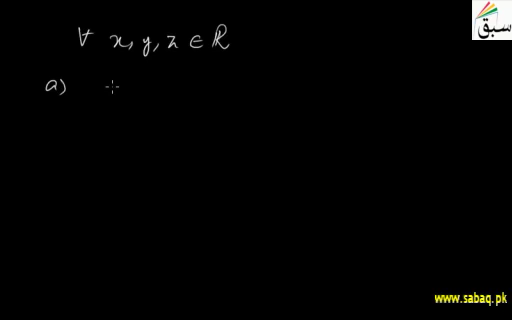 ∀ x, y, z ∈ ℝ
a)
سبق
www.sabaq.pk